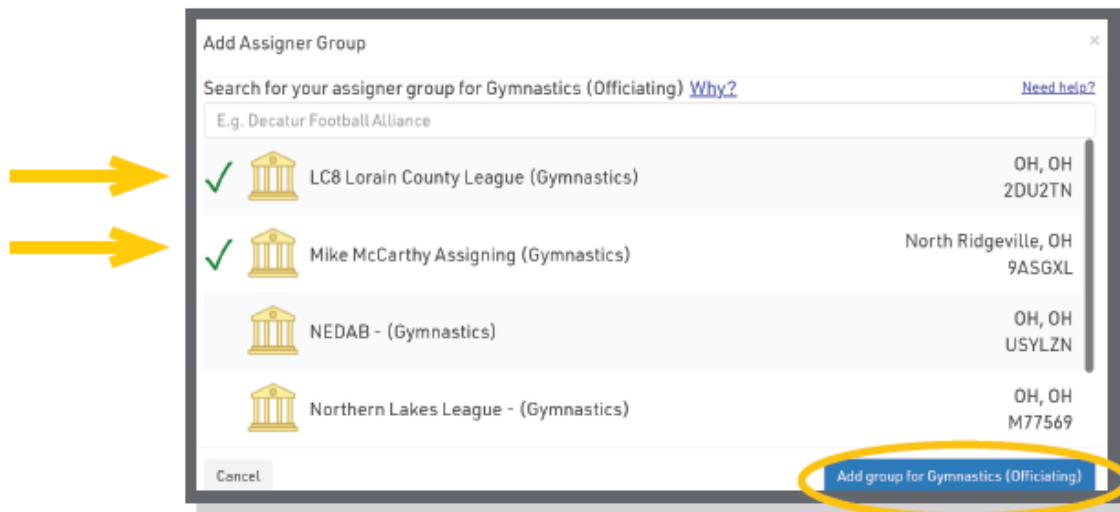 Add Assigner Group ×
Search for your assigner group for Gymnastics (Officiating) Why? Need help?
E.g. Decatur Football Alliance
LC8 Lorain County League (Gymnastics) OH, OH
2DU2TN
Mike McCarthy Assigning (Gymnastics) North Ridgeville, OH
9ASGXL
NEDAB - (Gymnastics) OH, OH
USYLZN
Northern Lakes League - (Gymnastics) OH, OH
M77569
Cancel Add group for Gymnastics (Officiating)